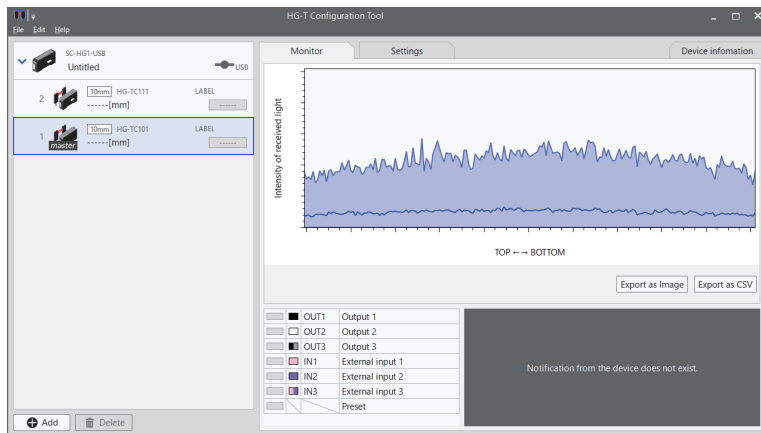 HG-T Configuration Tool
File Edit Help
SC-HG1-USB
Untitled
USB
2 10mm HG-TC111 LABEL
------[mm] ------
1 10mm HG-TC101 LABEL
master ------[mm] ------
Add Delete
Monitor Settings Device infomation
Intensity of received light
TOP ←→ BOTTOM
Export as Image Export as CSV
OUT1 Output 1
OUT2 Output 2
OUT3 Output 3
IN1 External input 1
IN2 External input 2
IN3 External input 3
Preset
Notification from the device does not exist.